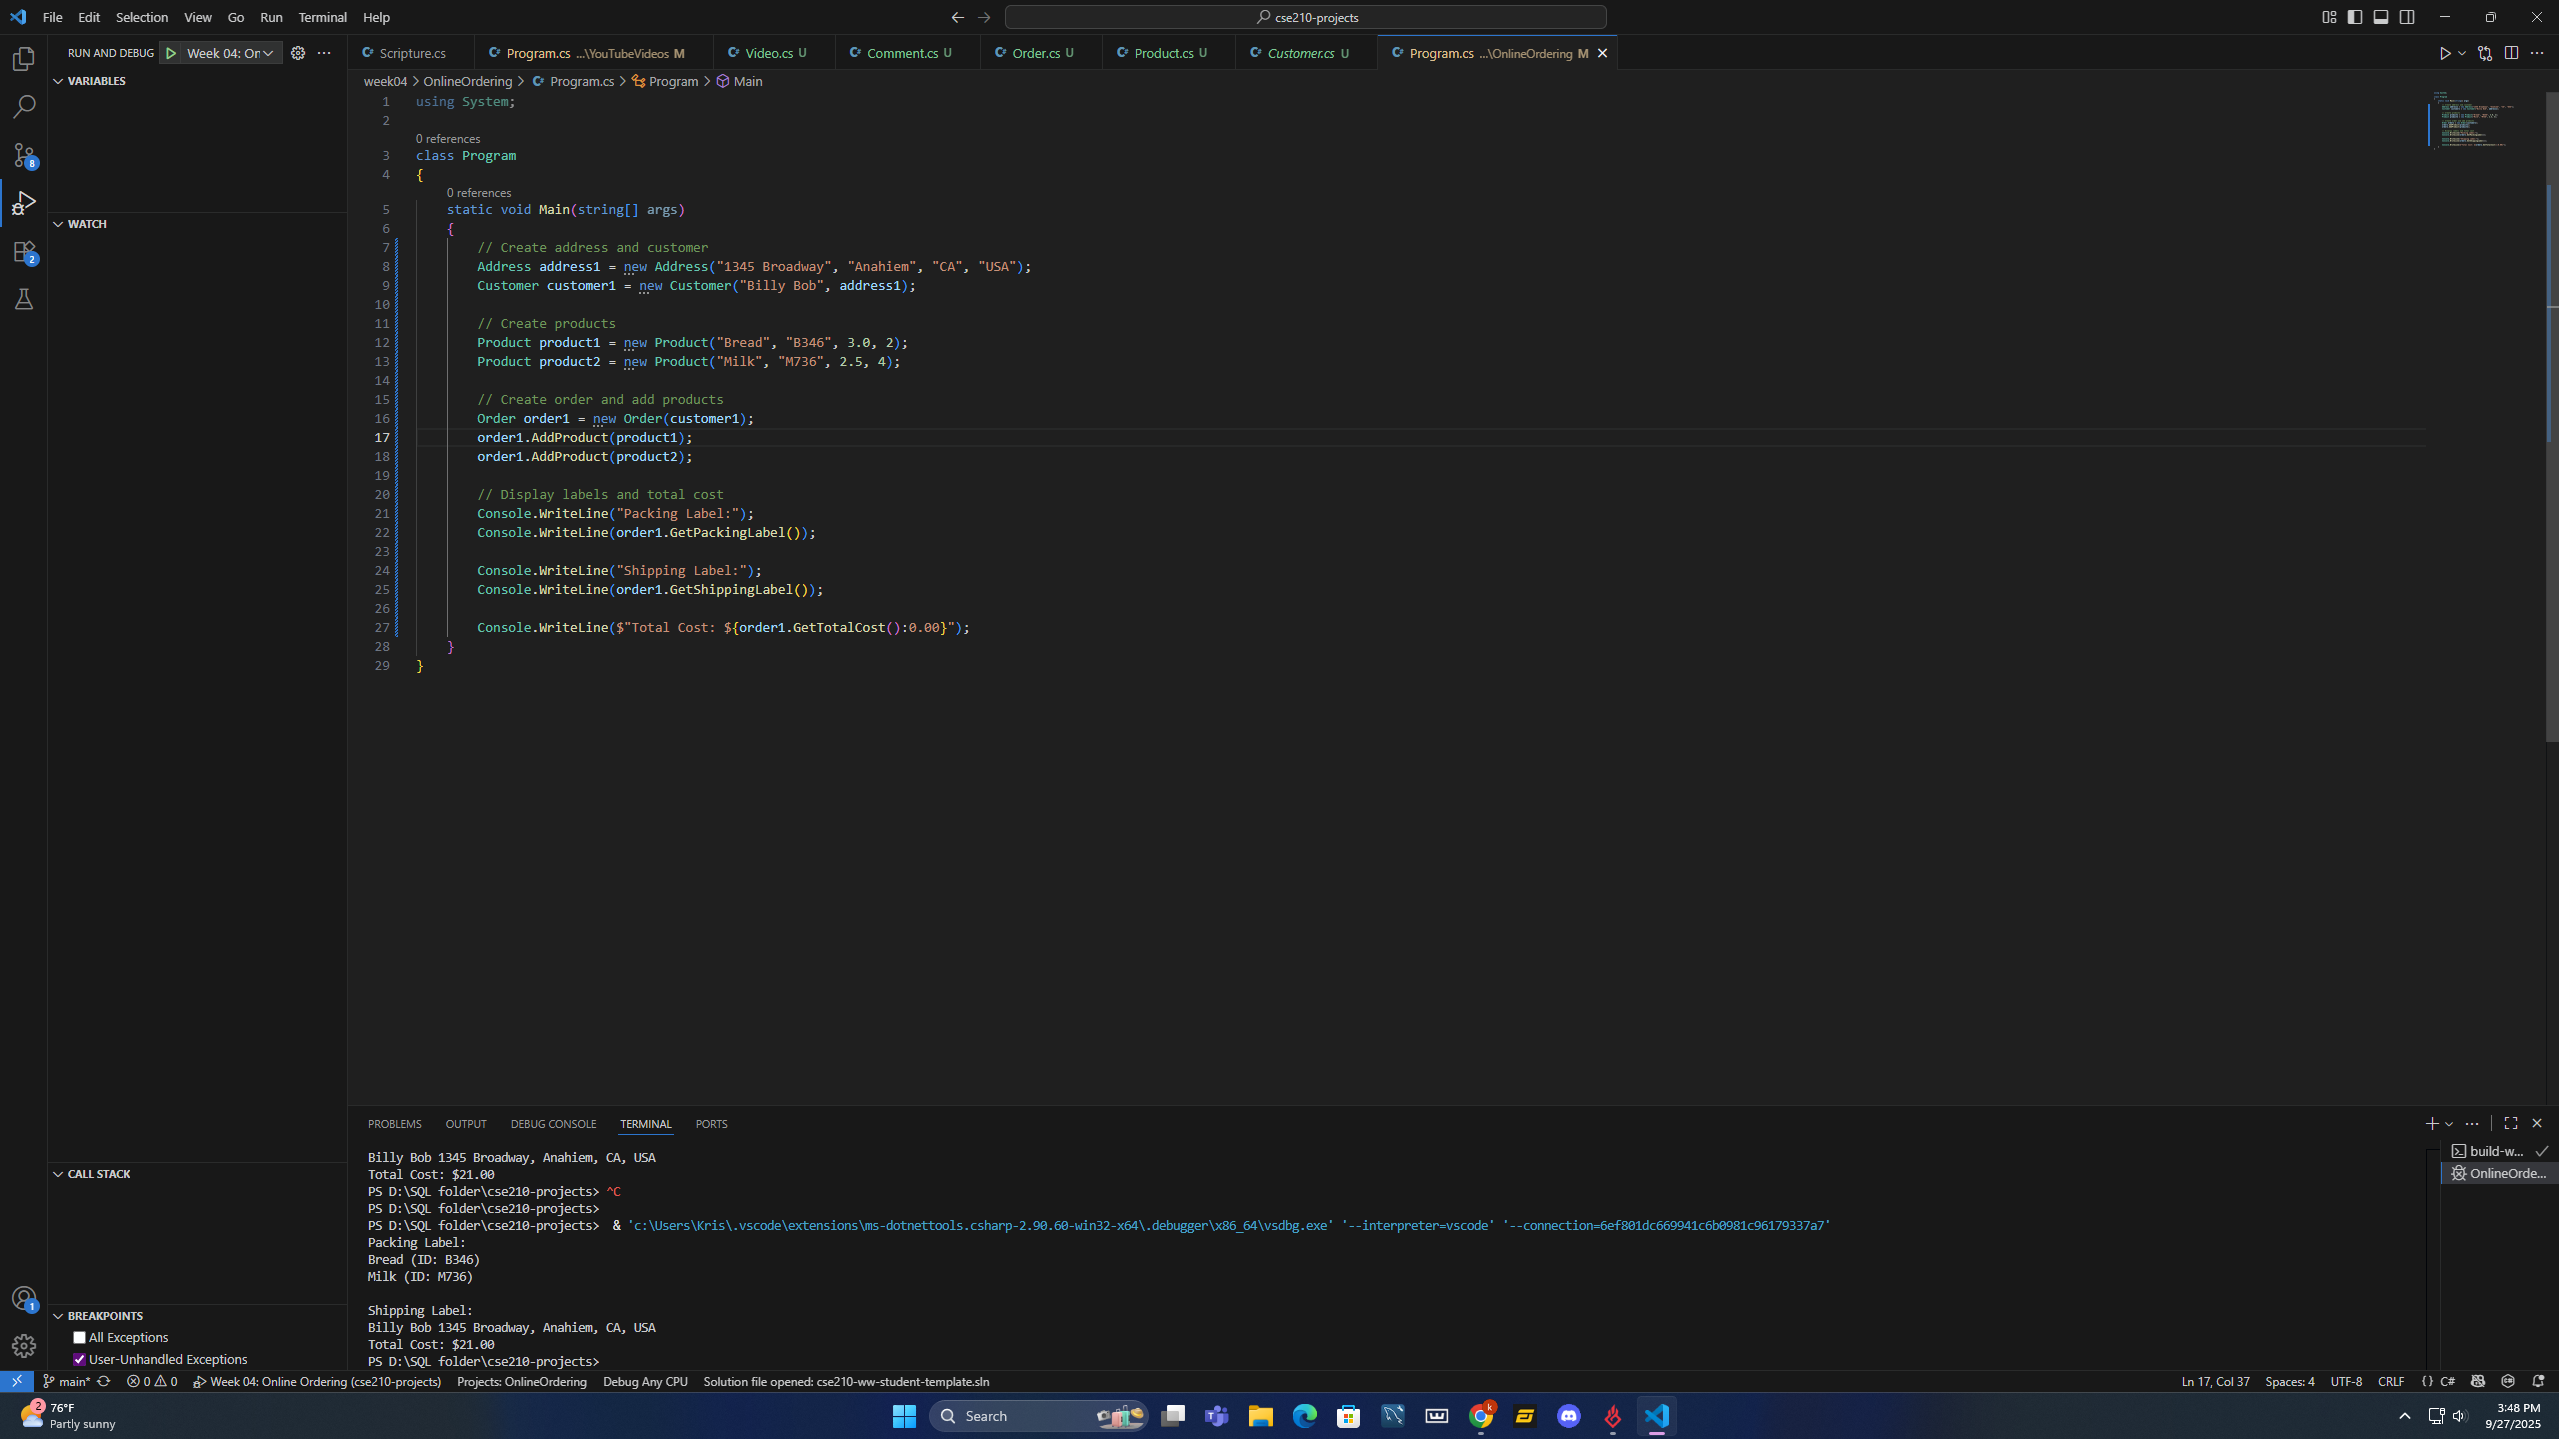 File Edit Selection View Go Run Terminal Help
cse210-projects
RUN AND DEBUG Week 04: Or
Scripture.cs Program.cs ...\YouTubeVideos M Video.cs U Comment.cs U Order.cs U Product.cs U Customer.cs U Program.cs ...\OnlineOrdering M
VARIABLES
week04 > OnlineOrdering > Program.cs > Program > Main
1 using System;
2
0 references
3 class Program
4 {
0 references
5 static void Main(string[] args)
6 {
7 // Create address and customer
8 Address address1 = new Address("1345 Broadway", "Anahiem", "CA", "USA");
9 Customer customer1 = new Customer("Billy Bob", address1);
10
11 // Create products
12 Product product1 = new Product("Bread", "B346", 3.0, 2);
13 Product product2 = new Product("Milk", "M736", 2.5, 4);
14
15 // Create order and add products
16 Order order1 = new Order(customer1);
17 order1.AddProduct(product1);
18 order1.AddProduct(product2);
19
20 // Display labels and total cost
21 Console.WriteLine("Packing Label:");
22 Console.WriteLine(order1.GetPackingLabel());
23
24 Console.WriteLine("Shipping Label:");
25 Console.WriteLine(order1.GetShippingLabel());
26
27 Console.WriteLine($"Total Cost: ${order1.GetTotalCost():0.00}");
28 }
29 }
8
WATCH
2
PROBLEMS OUTPUT DEBUG CONSOLE TERMINAL PORTS
Billy Bob 1345 Broadway, Anahiem, CA, USA
Total Cost: $21.00
PS D:\SQL folder\cse210-projects> ^C
PS D:\SQL folder\cse210-projects>
PS D:\SQL folder\cse210-projects> & 'c:\Users\Kris\.vscode\extensions\ms-dotnettools.csharp-2.90.60-win32-x64\.debugger\x86_64\vsdbg.exe' '--interpreter=vscode' '--connection=6ef801dc669941c6b0981c96179337a7'
Packing Label:
Bread (ID: B346)
Milk (ID: M736)
Shipping Label:
Billy Bob 1345 Broadway, Anahiem, CA, USA
Total Cost: $21.00
PS D:\SQL folder\cse210-projects>
build-w...
OnlineOrde...
CALL STACK
1
BREAKPOINTS
All Exceptions
User-Unhandled Exceptions
main* 0 0 Week 04: Online Ordering (cse210-projects) Projects: OnlineOrdering Debug Any CPU Solution file opened: cse210-ww-student-template.sln
Ln 17, Col 37 Spaces: 4 UTF-8 CRLF {} C#
2
76°F
Partly sunny
Search
k
3:48 PM
9/27/2025